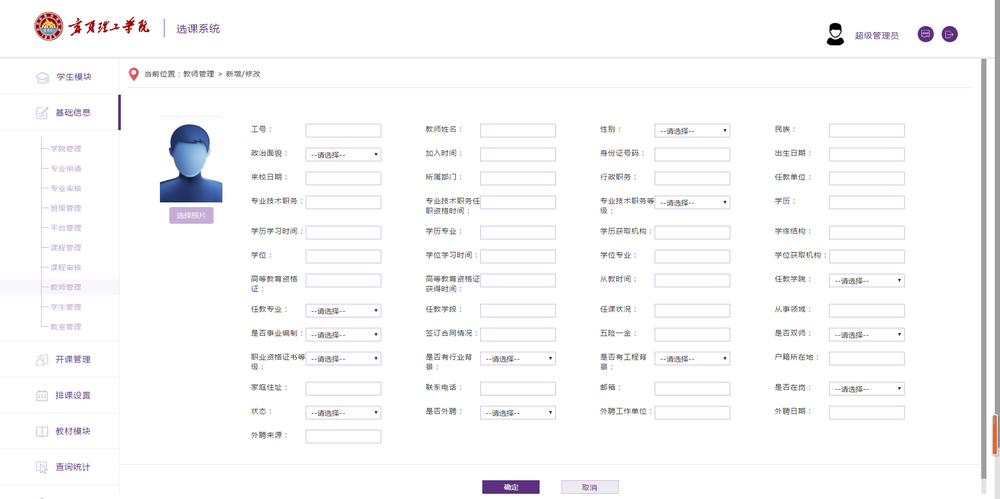 宁夏理工学院
选课系统
超级管理员
学生模块
基础信息
学院管理
专业申请
专业审核
班级管理
平台管理
课程管理
课程审核
教师管理
学生管理
教室管理
开课管理
排课设置
教材模块
查询统计
当前位置：教师管理 > 新增/修改
选择照片
工号： 教师姓名： 性别： --请选择-- 民族：
政治面貌： --请选择-- 加入时间： 身份证号码： 出生日期：
来校日期： 所属部门： 行政职务： 任教单位：
专业技术职务： 专业技术职务任职资格时间： 专业技术职务等级： --请选择-- 学历：
学历学习时间： 学历专业： 学历获取机构： 学缘结构：
学位： 学位学习时间： 学位专业： 学位获取机构：
高等教育资格证： 高等教育资格证获得时间： 从教时间： 任教学院： --请选择--
任教专业： --请选择-- 任教学段： 任课状况： 从事领域：
是否事业编制： --请选择-- 签订合同情况： 五险一金： 是否双师： --请选择--
职业资格证书等级： --请选择-- 是否有行业背景： --请选择-- 是否有工程背景： --请选择-- 户籍所在地：
家庭住址： 联系电话： 邮箱： 是否在岗： --请选择--
状态： --请选择-- 是否外聘： --请选择-- 外聘工作单位： 外聘日期：
外聘来源：
确定 取消